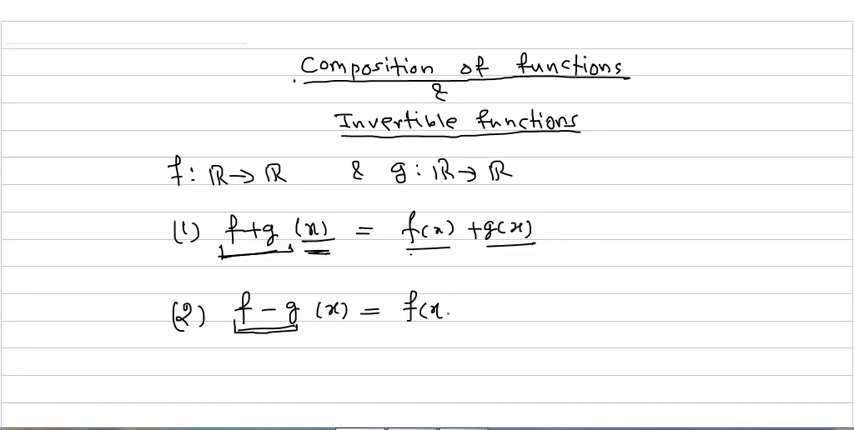 Composition of functions
&
Invertible functions
f: ℝ→ℝ & g: ℝ→ℝ
(1) f+g (x) = f(x) +g(x)
(2) f-g (x) = f(x